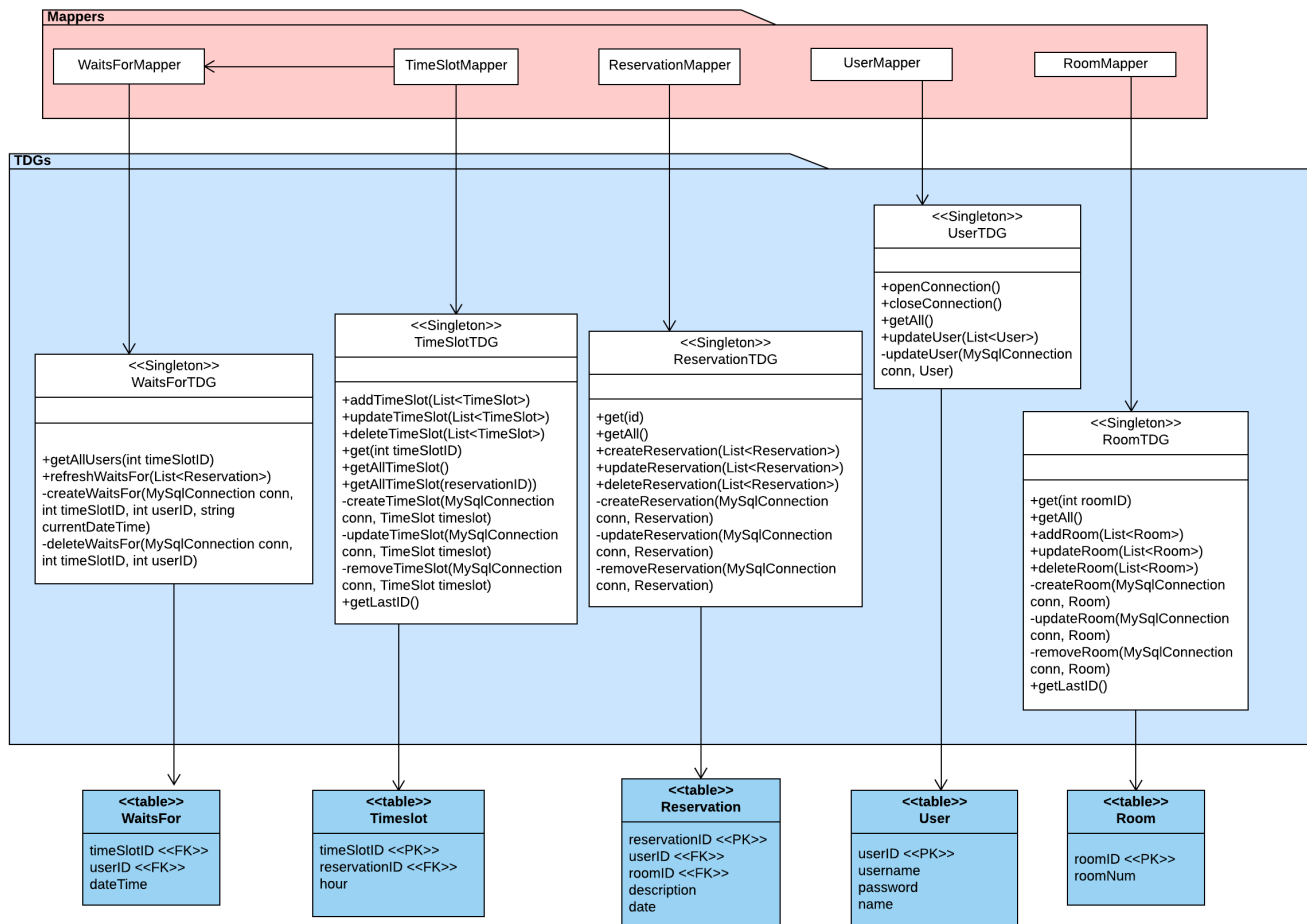 Mappers
WaitsForMapper
TimeSlotMapper
ReservationMapper
UserMapper
RoomMapper
TDGs
<<Singleton>>
WaitsForTDG
+getAllUsers(int timeSlotID)
+refreshWaitsFor(List<Reservation>)
-createWaitsFor(MySqlConnection conn,
int timeSlotID, int userID, string
currentDateTime)
-deleteWaitsFor(MySqlConnection conn,
int timeSlotID, int userID)
<<Singleton>>
TimeSlotTDG
+addTimeSlot(List<TimeSlot>)
+updateTimeSlot(List<TimeSlot>)
+deleteTimeSlot(List<TimeSlot>)
+get(int timeSlotID)
+getAllTimeSlot()
+getAllTimeSlot(reservationID))
-createTimeSlot(MySqlConnection
conn, TimeSlot timeslot)
-updateTimeSlot(MySqlConnection
conn, TimeSlot timeslot)
-removeTimeSlot(MySqlConnection
conn, TimeSlot timeslot)
+getLastID()
<<Singleton>>
ReservationTDG
+get(id)
+getAll()
+createReservation(List<Reservation>)
+updateReservation(List<Reservation>)
+deleteReservation(List<Reservation>)
-createReservation(MySqlConnection
conn, Reservation)
-updateReservation(MySqlConnection
conn, Reservation)
-removeReservation(MySqlConnection
conn, Reservation)
<<Singleton>>
UserTDG
+openConnection()
+closeConnection()
+getAll()
+updateUser(List<User>)
-updateUser(MySqlConnection
conn, User)
<<Singleton>>
RoomTDG
+get(int roomID)
+getAll()
+addRoom(List<Room>)
+updateRoom(List<Room>)
+deleteRoom(List<Room>)
-createRoom(MySqlConnection
conn, Room)
-updateRoom(MySqlConnection
conn, Room)
-removeRoom(MySqlConnection
conn, Room)
+getLastID()
<<table>>
WaitsFor
timeSlotID <<FK>>
userID <<FK>>
dateTime
<<table>>
Timeslot
timeSlotID <<PK>>
reservationID <<FK>>
hour
<<table>>
Reservation
reservationID <<PK>>
userID <<FK>>
roomID <<FK>>
description
date
<<table>>
User
userID <<PK>>
username
password
name
<<table>>
Room
roomID <<PK>>
roomNum